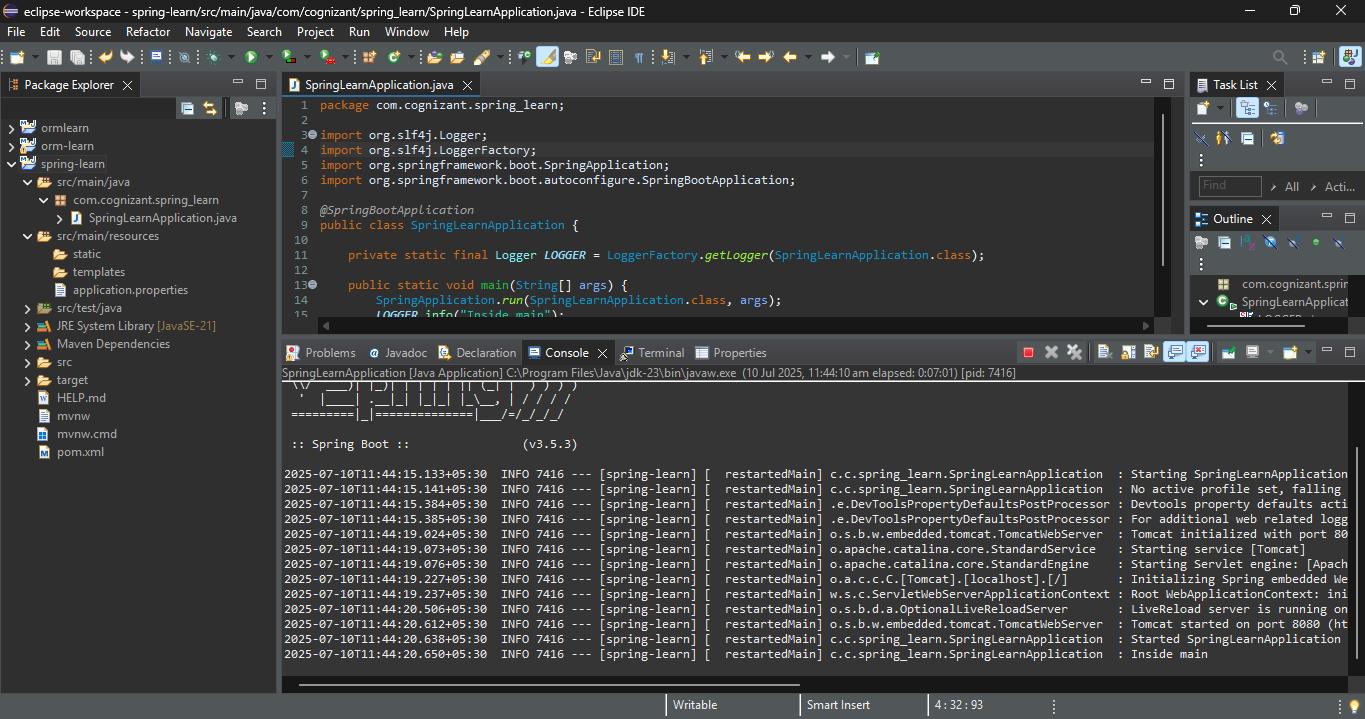 eclipse-workspace - spring-learn/src/main/java/com/cognizant/spring_learn/SpringLearnApplication.java - Eclipse IDE
File Edit Source Refactor Navigate Search Project Run Window Help
Package Explorer
ormlearn
orm-learn
spring-learn
src/main/java
com.cognizant.spring_learn
SpringLearnApplication.java
src/main/resources
static
templates
application.properties
src/test/java
JRE System Library [JavaSE-21]
Maven Dependencies
src
target
HELP.md
mvnw
mvnw.cmd
pom.xml
SpringLearnApplication.java
1 package com.cognizant.spring_learn;
2
3 import org.slf4j.Logger;
4 import org.slf4j.LoggerFactory;
5 import org.springframework.boot.SpringApplication;
6 import org.springframework.boot.autoconfigure.SpringBootApplication;
7
8 @SpringBootApplication
9 public class SpringLearnApplication {
10
11 private static final Logger LOGGER = LoggerFactory.getLogger(SpringLearnApplication.class);
12
13 public static void main(String[] args) {
14 SpringApplication.run(SpringLearnApplication.class, args);
15 LOGGER.info("Inside main");
Task List
Find All Acti...
Outline
com.cognizant.sprin
SpringLearnApplicat
Problems Javadoc Declaration Console Terminal Properties
SpringLearnApplication [Java Application] C:\Program Files\Java\jdk-23\bin\javaw.exe (10 Jul 2025, 11:44:10 am elapsed: 0:07:01) [pid: 7416]
:: Spring Boot :: (v3.5.3)
2025-07-10T11:44:15.133+05:30 INFO 7416 --- [spring-learn] [ restartedMain] c.c.spring_learn.SpringLearnApplication : Starting SpringLearnApplication
2025-07-10T11:44:15.141+05:30 INFO 7416 --- [spring-learn] [ restartedMain] c.c.spring_learn.SpringLearnApplication : No active profile set, falling
2025-07-10T11:44:15.384+05:30 INFO 7416 --- [spring-learn] [ restartedMain] .e.DevToolsPropertyDefaultsPostProcessor : Devtools property defaults acti
2025-07-10T11:44:15.385+05:30 INFO 7416 --- [spring-learn] [ restartedMain] .e.DevToolsPropertyDefaultsPostProcessor : For additional web related logg
2025-07-10T11:44:19.024+05:30 INFO 7416 --- [spring-learn] [ restartedMain] o.s.b.w.embedded.tomcat.TomcatWebServer : Tomcat initialized with port 80
2025-07-10T11:44:19.073+05:30 INFO 7416 --- [spring-learn] [ restartedMain] o.apache.catalina.core.StandardService : Starting service [Tomcat]
2025-07-10T11:44:19.076+05:30 INFO 7416 --- [spring-learn] [ restartedMain] o.apache.catalina.core.StandardEngine : Starting Servlet engine: [Apach
2025-07-10T11:44:19.227+05:30 INFO 7416 --- [spring-learn] [ restartedMain] o.a.c.c.C.[Tomcat].[localhost].[/] : Initializing Spring embedded We
2025-07-10T11:44:19.237+05:30 INFO 7416 --- [spring-learn] [ restartedMain] w.s.c.ServletWebServerApplicationContext : Root WebApplicationContext: ini
2025-07-10T11:44:20.506+05:30 INFO 7416 --- [spring-learn] [ restartedMain] o.s.b.d.a.OptionalLiveReloadServer : LiveReload server is running on
2025-07-10T11:44:20.612+05:30 INFO 7416 --- [spring-learn] [ restartedMain] o.s.b.w.embedded.tomcat.TomcatWebServer : Tomcat started on port 8080 (ht
2025-07-10T11:44:20.638+05:30 INFO 7416 --- [spring-learn] [ restartedMain] c.c.spring_learn.SpringLearnApplication : Started SpringLearnApplication
2025-07-10T11:44:20.650+05:30 INFO 7416 --- [spring-learn] [ restartedMain] c.c.spring_learn.SpringLearnApplication : Inside main
Writable Smart Insert 4 : 32 : 93